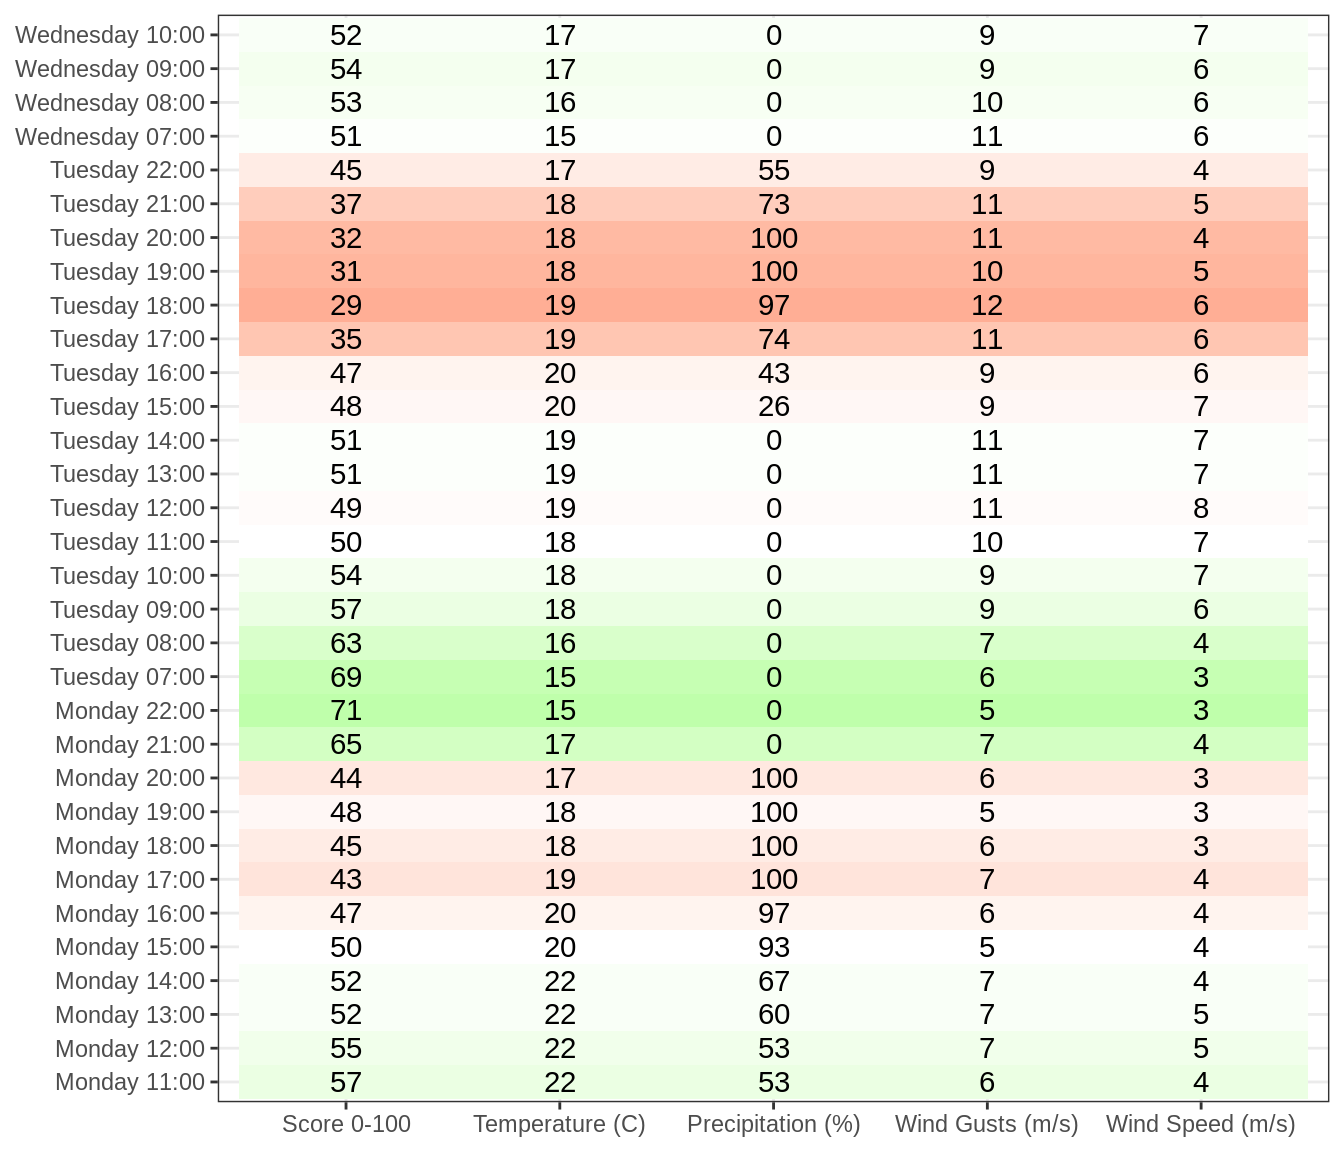 Wednesday 10:00 52 17 0 9 7
Wednesday 09:00 54 17 0 9 6
Wednesday 08:00 53 16 0 10 6
Wednesday 07:00 51 15 0 11 6
Tuesday 22:00 45 17 55 9 4
Tuesday 21:00 37 18 73 11 5
Tuesday 20:00 32 18 100 11 4
Tuesday 19:00 31 18 100 10 5
Tuesday 18:00 29 19 97 12 6
Tuesday 17:00 35 19 74 11 6
Tuesday 16:00 47 20 43 9 6
Tuesday 15:00 48 20 26 9 7
Tuesday 14:00 51 19 0 11 7
Tuesday 13:00 51 19 0 11 7
Tuesday 12:00 49 19 0 11 8
Tuesday 11:00 50 18 0 10 7
Tuesday 10:00 54 18 0 9 7
Tuesday 09:00 57 18 0 9 6
Tuesday 08:00 63 16 0 7 4
Tuesday 07:00 69 15 0 6 3
Monday 22:00 71 15 0 5 3
Monday 21:00 65 17 0 7 4
Monday 20:00 44 17 100 6 3
Monday 19:00 48 18 100 5 3
Monday 18:00 45 18 100 6 3
Monday 17:00 43 19 100 7 4
Monday 16:00 47 20 97 6 4
Monday 15:00 50 20 93 5 4
Monday 14:00 52 22 67 7 4
Monday 13:00 52 22 60 7 5
Monday 12:00 55 22 53 7 5
Monday 11:00 57 22 53 6 4
Score 0-100 Temperature (C) Precipitation (%) Wind Gusts (m/s) Wind Speed (m/s)